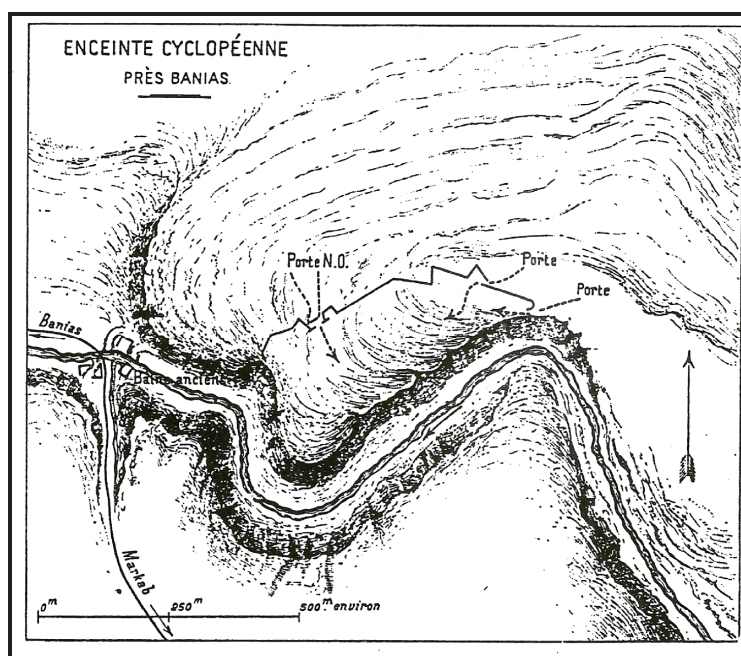 ENCEINTE CYCLOPÉENNE
PRÈS BANIAS.
Porte N.O.
Porte
Porte
Banias
Bains anciens
Markab
0m 250m 500m environ